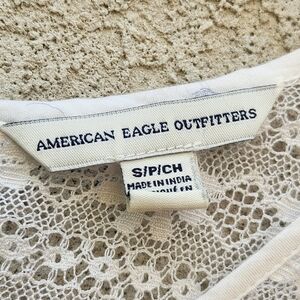 AMERICAN EAGLE OUTFITTERS
S/P/CH
MADE IN INDIA